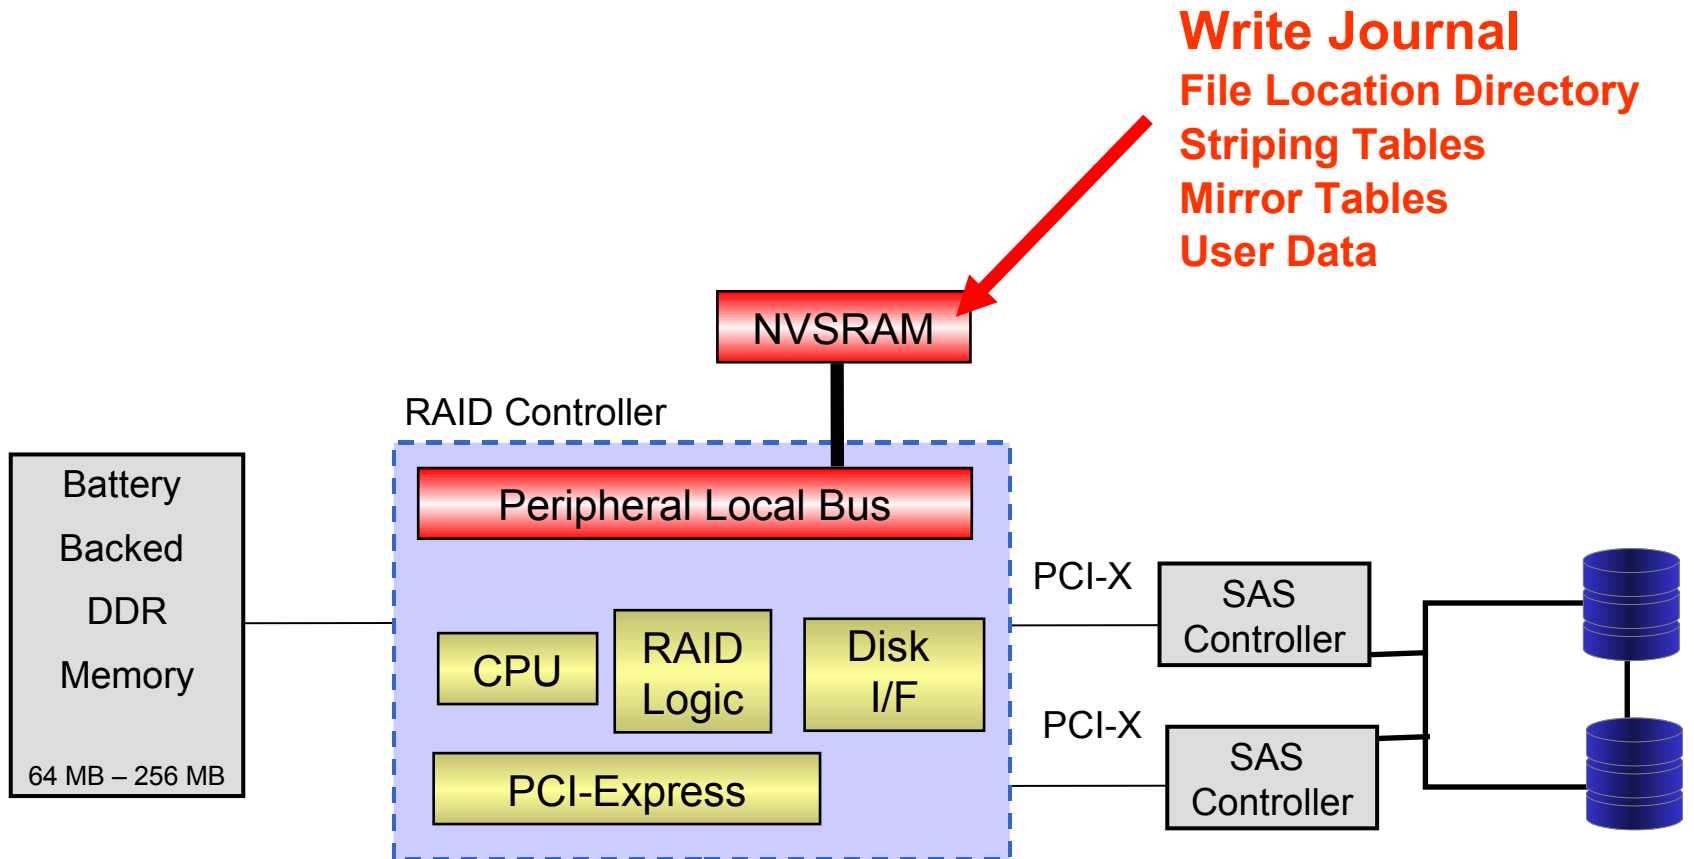 Write Journal
File Location Directory
Striping Tables
Mirror Tables
User Data
NVSRAM
RAID Controller
Battery
Backed
DDR
Memory
64 MB – 256 MB
Peripheral Local Bus
CPU
RAID
Logic
Disk
I/F
PCI-Express
PCI-X
SAS
Controller
PCI-X
SAS
Controller